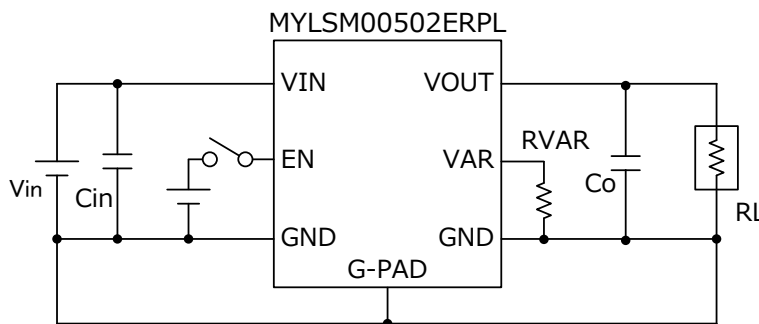 MYLSM00502ERPL
VIN
VOUT
EN
VAR
RVAR
Vin
Cin
Co
RL
GND
GND
G-PAD